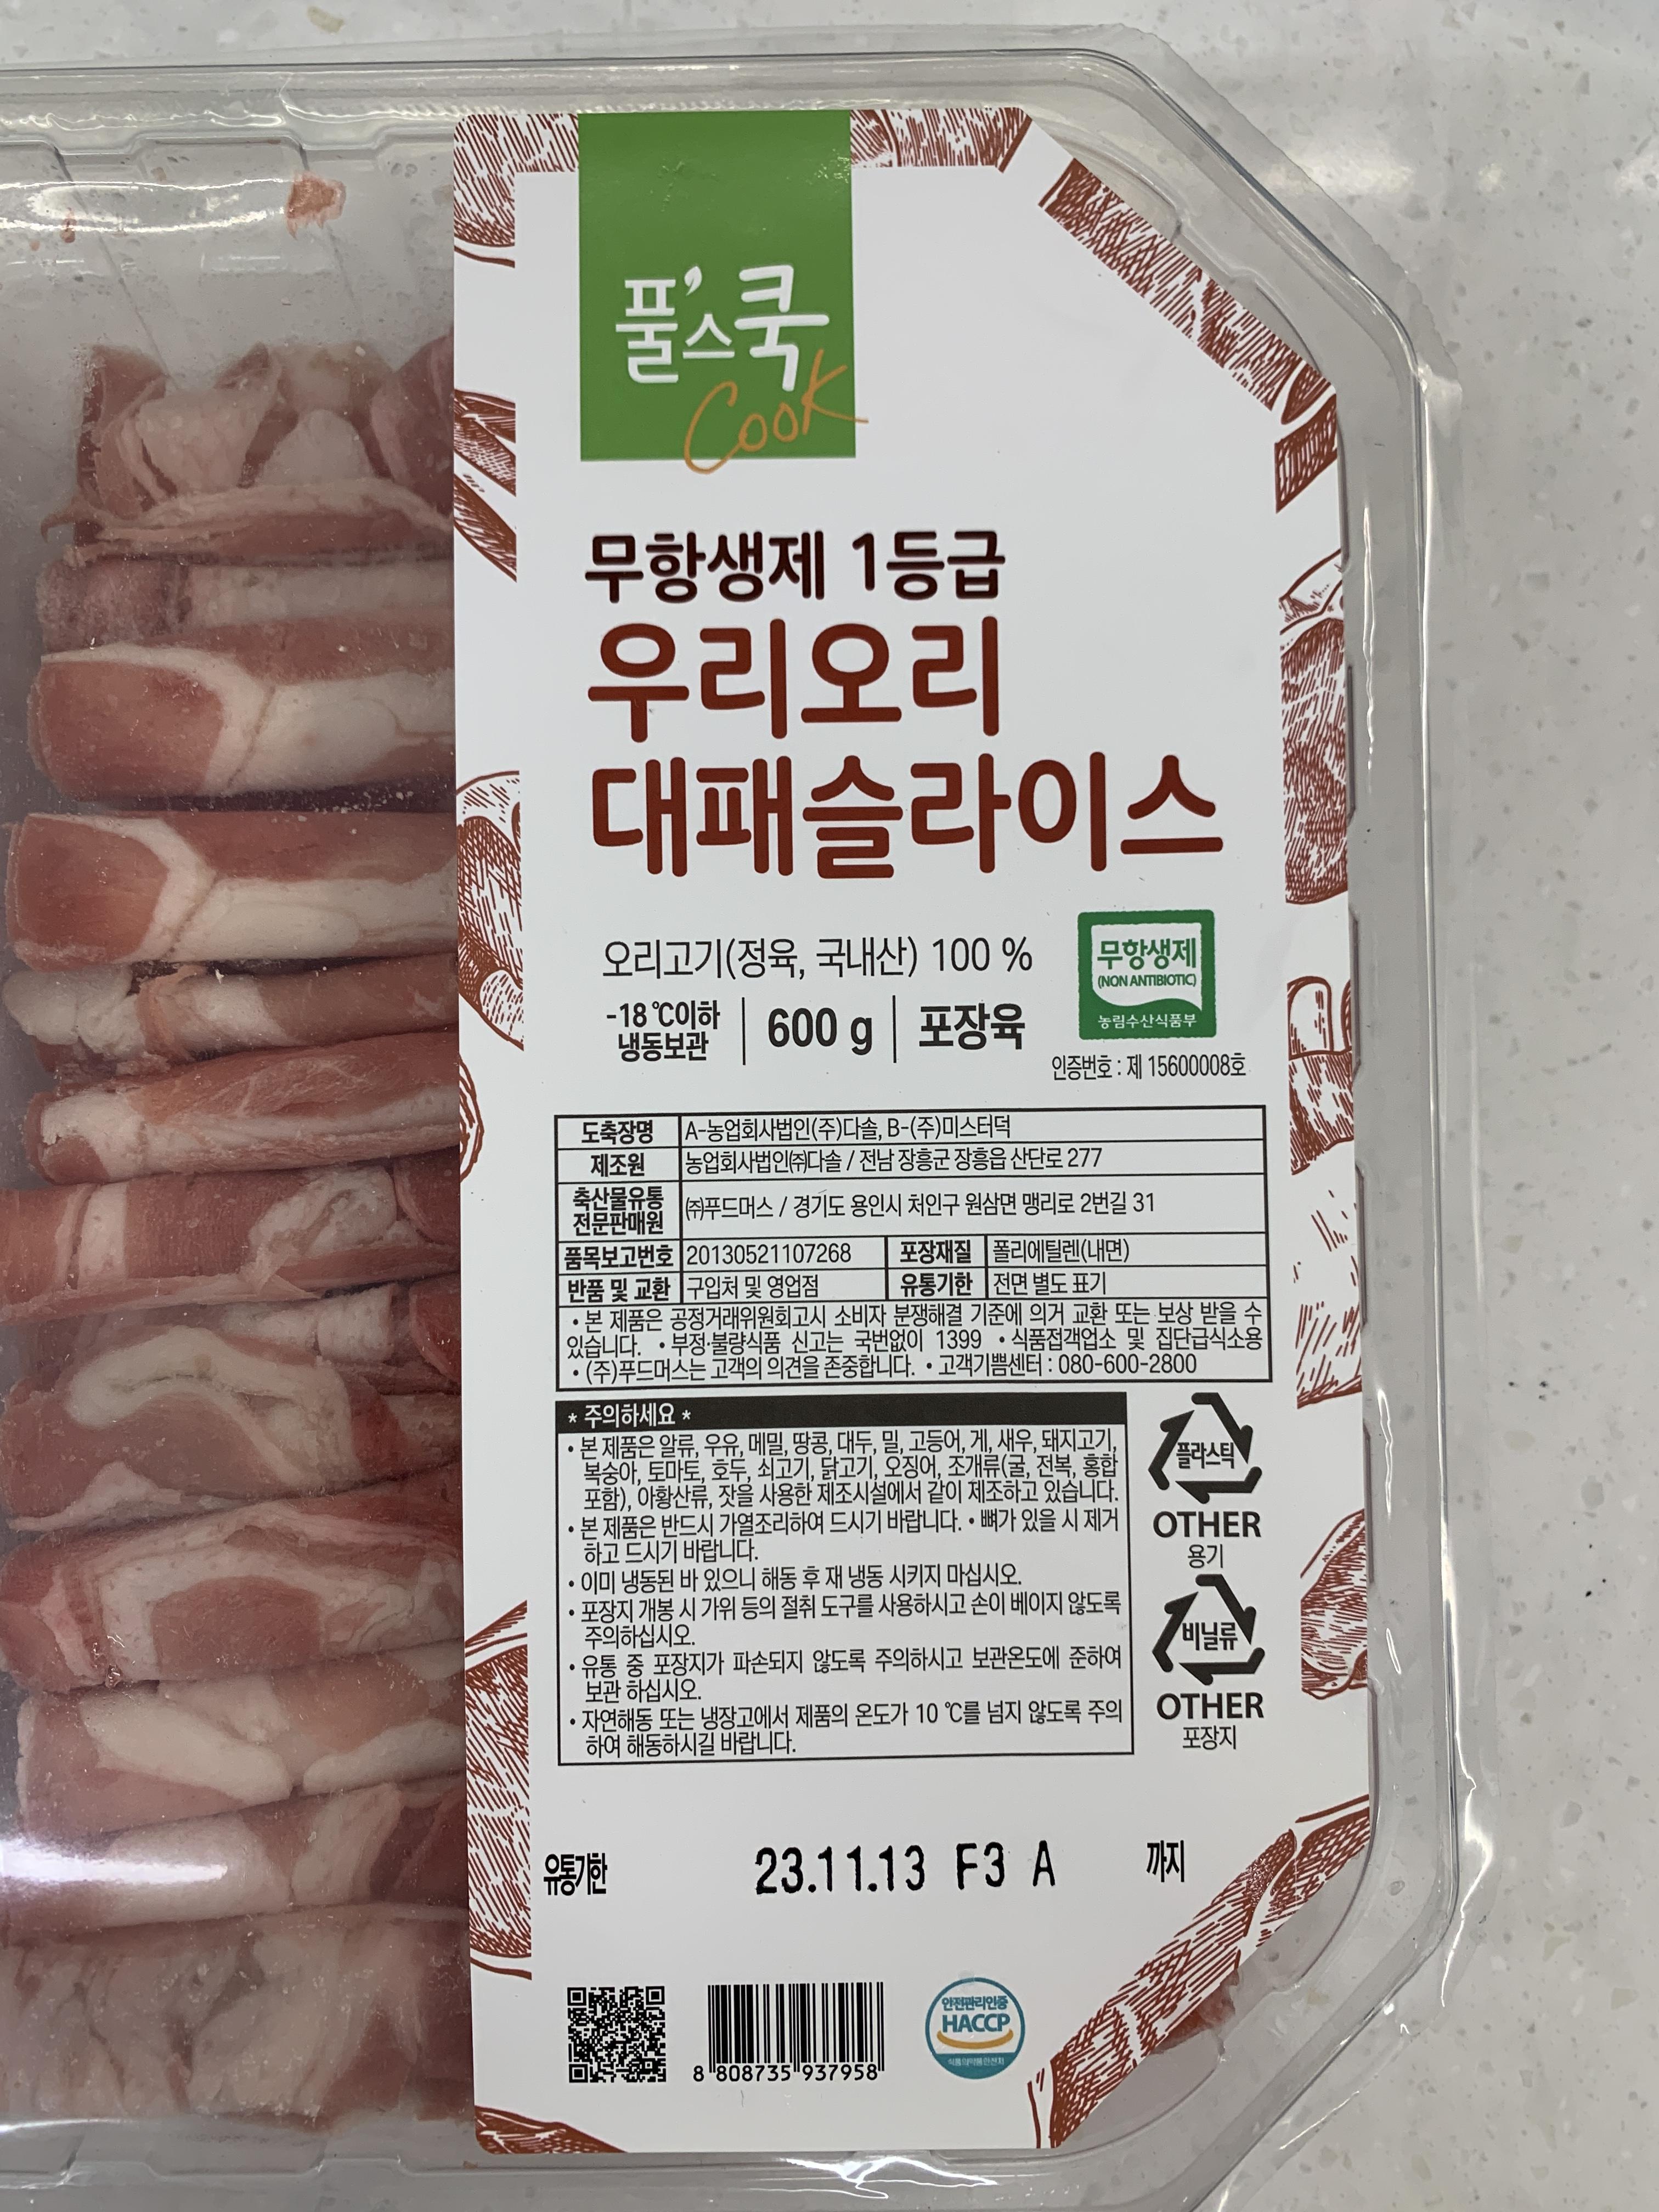 풀's쿡
Cook
무항생제 1등급
우리오리
대패슬라이스
오리고기(정육, 국내산) 100 %
-18 ℃이하
냉동보관
600 g
포장육
무항생제
(NON ANTIBIOTIC)
농림수산식품부
인증번호 : 제 15600008호
도축장명 A-농업회사법인(주)다솔, B-(주)미스터덕
제조원 농업회사법인㈜다솔 / 전남 장흥군 장흥읍 산단로 277
축산물유통
전문판매원 ㈜푸드머스 / 경기도 용인시 처인구 원삼면 맹리로 2번길 31
품목보고번호 20130521107268 포장재질 폴리에틸렌(내면)
반품 및 교환 구입처 및 영업점 유통기한 전면 별도 표기
• 본 제품은 공정거래위원회고시 소비자 분쟁해결 기준에 의거 교환 또는 보상 받을 수
있습니다. • 부정·불량식품 신고는 국번없이 1399 • 식품접객업소 및 집단급식소용
• (주)푸드머스는 고객의 의견을 존중합니다. • 고객기쁨센터 : 080-600-2800
* 주의하세요 *
• 본 제품은 알류, 우유, 메밀, 땅콩, 대두, 밀, 고등어, 게, 새우, 돼지고기,
복숭아, 토마토, 호두, 쇠고기, 닭고기, 오징어, 조개류(굴, 전복, 홍합
포함), 아황산류, 잣을 사용한 제조시설에서 같이 제조하고 있습니다.
• 본 제품은 반드시 가열조리하여 드시기 바랍니다. • 뼈가 있을 시 제거
하고 드시기 바랍니다.
• 이미 냉동된 바 있으니 해동 후 재 냉동 시키지 마십시오.
• 포장지 개봉 시 가위 등의 절취 도구를 사용하시고 손이 베이지 않도록
주의하십시오.
• 유통 중 포장지가 파손되지 않도록 주의하시고 보관온도에 준하여
보관 하십시오.
• 자연해동 또는 냉장고에서 제품의 온도가 10 ℃를 넘지 않도록 주의
하여 해동하시길 바랍니다.
플라스틱
OTHER
용기
비닐류
OTHER
포장지
유통기한 23.11.13 F3 A 까지
8 808735 937958
안전관리인증
HACCP
식품의약품안전처